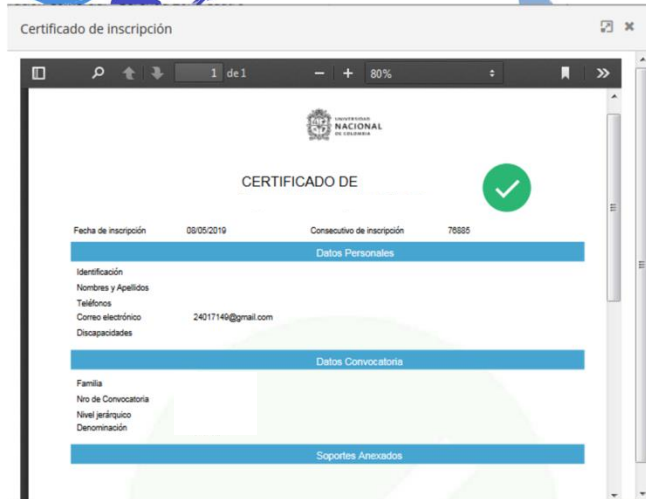 Certificado de inscripción
1 de 1
80%
UNIVERSIDAD
NACIONAL
DE COLOMBIA
CERTIFICADO DE
Fecha de inscripción 08/05/2019 Consecutivo de inscripción 76885
Datos Personales
Identificación
Nombres y Apellidos
Teléfonos
Correo electrónico 24017149@gmail.com
Discapacidades
Datos Convocatoria
Familia
Nro de Convocatoria
Nivel jerárquico
Denominación
Soportes Anexados